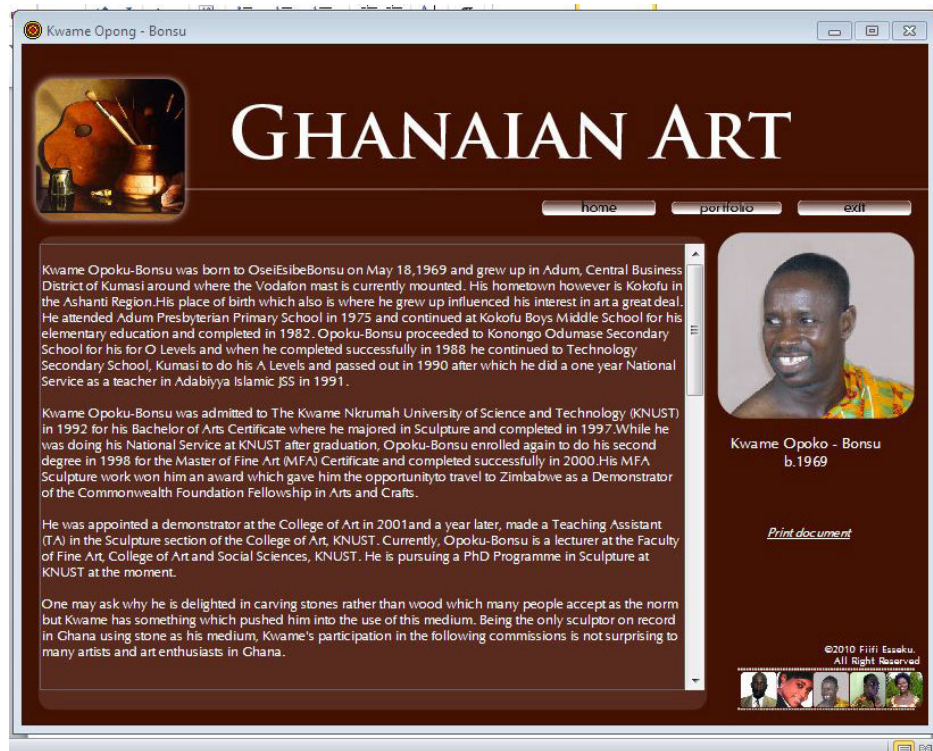 Kwame Opong - Bonsu
GHANAIAN ART
home
portfolio
exit
Kwame Opoku-Bonsu was born to OseiEsibeBonsu on May 18,1969 and grew up in Adum, Central Business
District of Kumasi around where the Vodafon mast is currently mounted. His hometown however is Kokofu in
the Ashanti Region.His place of birth which also is where he grew up influenced his interest in art a great deal.
He attended Adum Presbyterian Primary School in 1975 and continued at Kokofu Boys Middle School for his
elementary education and completed in 1982. Opoku-Bonsu proceeded to Konongo Odumase Secondary
School for his for O Levels and when he completed successfully in 1988 he continued to Technology
Secondary School, Kumasi to do his A Levels and passed out in 1990 after which he did a one year National
Service as a teacher in Adabiyya Islamic JSS in 1991.
Kwame Opoku-Bonsu was admitted to The Kwame Nkrumah University of Science and Technology (KNUST)
in 1992 for his Bachelor of Arts Certificate where he majored in Sculpture and completed in 1997.While he
was doing his National Service at KNUST after graduation, Opoku-Bonsu enrolled again to do his second
degree in 1998 for the Master of Fine Art (MFA) Certificate and completed successfully in 2000.His MFA
Sculpture work won him an award which gave him the opportunityto travel to Zimbabwe as a Demonstrator
of the Commonwealth Foundation Fellowship in Arts and Crafts.
He was appointed a demonstrator at the College of Art in 2001and a year later, made a Teaching Assistant
(TA) in the Sculpture section of the College of Art, KNUST. Currently, Opoku-Bonsu is a lecturer at the Faculty
of Fine Art, College of Art and Social Sciences, KNUST. He is pursuing a PhD Programme in Sculpture at
KNUST at the moment.
One may ask why he is delighted in carving stones rather than wood which many people accept as the norm
but Kwame has something which pushed him into the use of this medium. Being the only sculptor on record
in Ghana using stone as his medium, Kwame's participation in the following commissions is not surprising to
many artists and art enthusiasts in Ghana.
Kwame Opoko - Bonsu
b.1969
Print document
©2010 Fiifi Esseku.
All Right Reserved